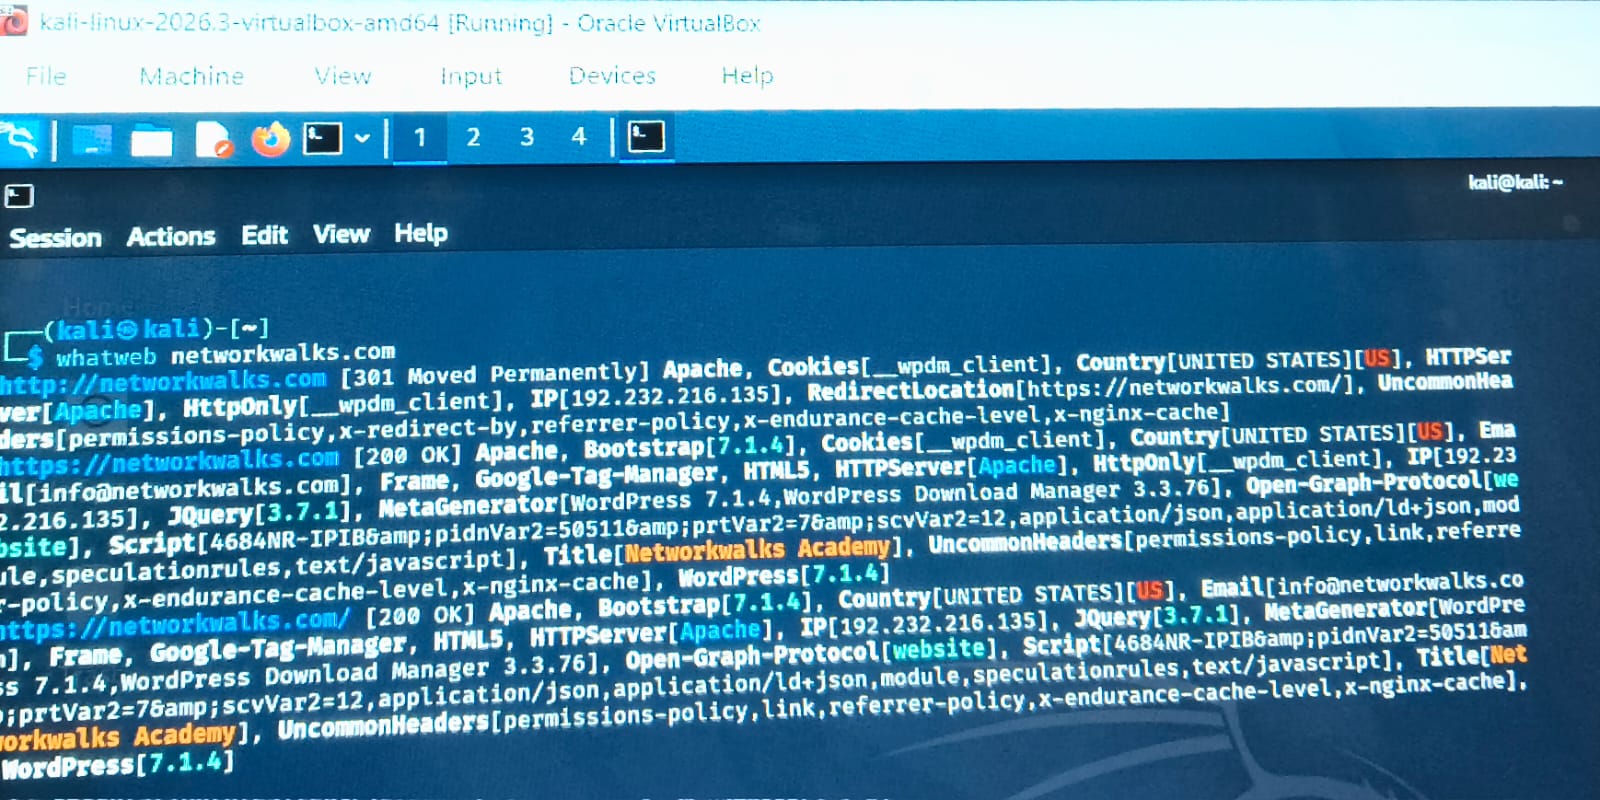 kali-linux-2026.3-virtualbox-amd64 [Running] - Oracle VirtualBox
File Machine View Input Devices Help
1 2 3 4
kali@kali: ~
Session Actions Edit View Help
Home
(kali㉿kali)-[~]
$ whatweb networkwalks.com
http://networkwalks.com [301 Moved Permanently] Apache, Cookies[__wpdm_client], Country[UNITED STATES][US], HTTPSer
ver[Apache], HttpOnly[__wpdm_client], IP[192.232.216.135], RedirectLocation[https://networkwalks.com/], UncommonHea
ders[permissions-policy,x-redirect-by,referrer-policy,x-endurance-cache-level,x-nginx-cache]
https://networkwalks.com [200 OK] Apache, Bootstrap[7.1.4], Cookies[__wpdm_client], Country[UNITED STATES][US], Ema
il[info@networkwalks.com], Frame, Google-Tag-Manager, HTML5, HTTPServer[Apache], HttpOnly[__wpdm_client], IP[192.23
2.216.135], JQuery[3.7.1], MetaGenerator[WordPress 7.1.4,WordPress Download Manager 3.3.76], Open-Graph-Protocol[we
bsite], Script[4684NR-IPIB&amp;pidnVar2=50511&amp;prtVar2=7&amp;scvVar2=12,application/json,application/ld+json,mod
ule,speculationrules,text/javascript], Title[Networkwalks Academy], UncommonHeaders[permissions-policy,link,referre
r-policy,x-endurance-cache-level,x-nginx-cache], WordPress[7.1.4]
https://networkwalks.com/ [200 OK] Apache, Bootstrap[7.1.4], Country[UNITED STATES][US], Email[info@networkwalks.co
m], Frame, Google-Tag-Manager, HTML5, HTTPServer[Apache], IP[192.232.216.135], JQuery[3.7.1], MetaGenerator[WordPre
ss 7.1.4,WordPress Download Manager 3.3.76], Open-Graph-Protocol[website], Script[4684NR-IPIB&amp;pidnVar2=50511&am
p;prtVar2=7&amp;scvVar2=12,application/json,application/ld+json,module,speculationrules,text/javascript], Title[Net
workwalks Academy], UncommonHeaders[permissions-policy,link,referrer-policy,x-endurance-cache-level,x-nginx-cache],
WordPress[7.1.4]